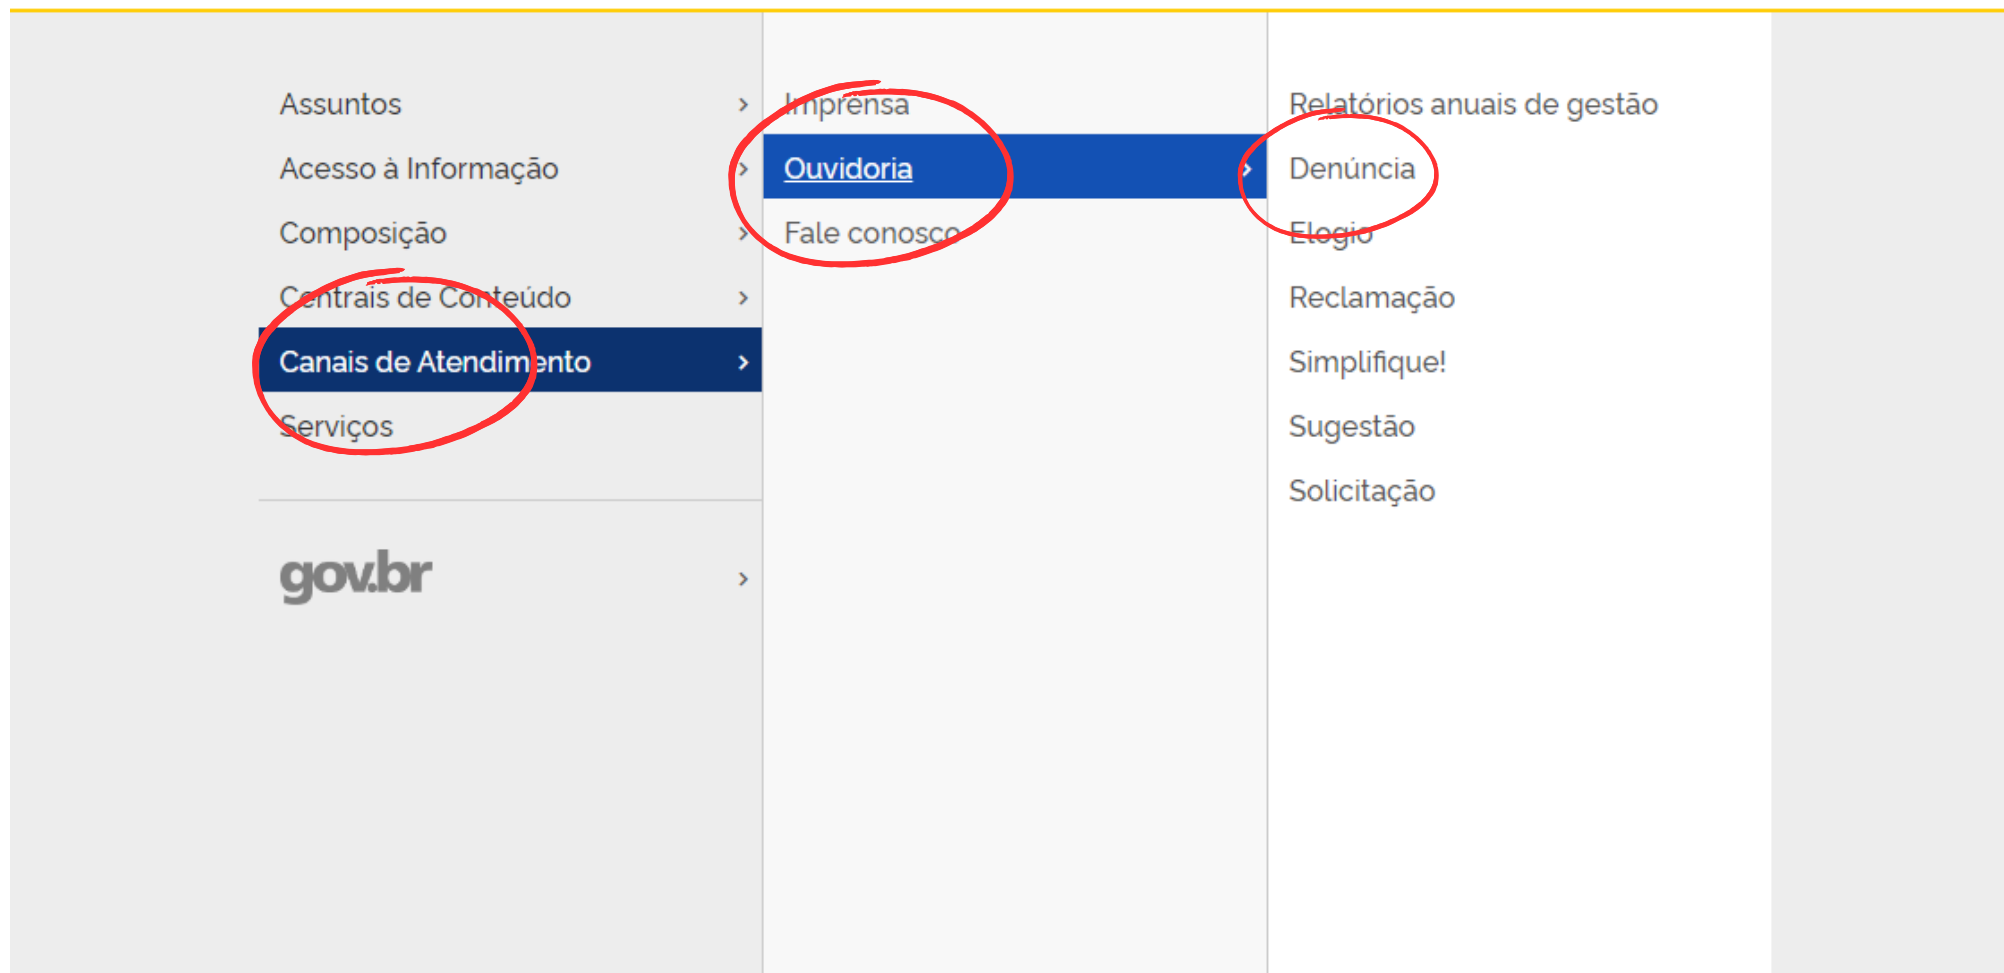 Assuntos
Acesso à Informação
Composição
Centrais de Conteúdo
Canais de Atendimento
Serviços
gov.br
Imprensa
Ouvidoria
Fale conosco
Relatórios anuais de gestão
Denúncia
Elogio
Reclamação
Simplifique!
Sugestão
Solicitação